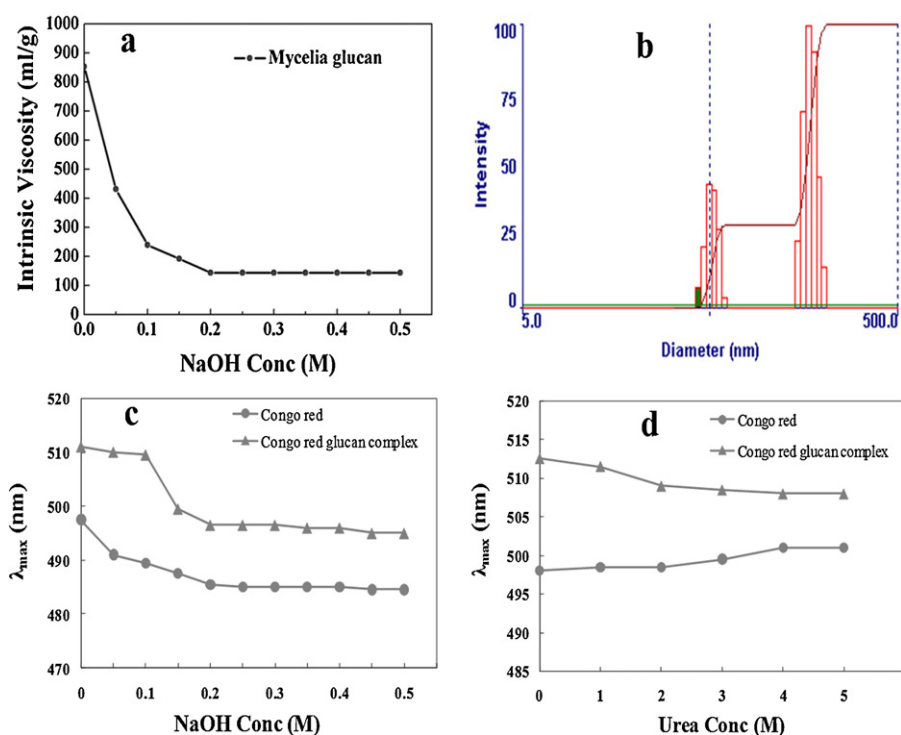 a
Mycelia glucan
Intrinsic Viscosity (ml/g)
1000
900
800
700
600
500
400
300
200
100
0
0.0 0.1 0.2 0.3 0.4 0.5
NaOH Conc (M)
b
Intensity
100
75
50
25
0
5.0 500.0
Diameter (nm)
c
Congo red
Congo red glucan complex
λmax (nm)
520
510
500
490
480
470
0 0.1 0.2 0.3 0.4 0.5
NaOH Conc (M)
d
Congo red
Congo red glucan complex
λmax (nm)
520
515
510
505
500
495
490
485
0 1 2 3 4 5
Urea Conc (M)